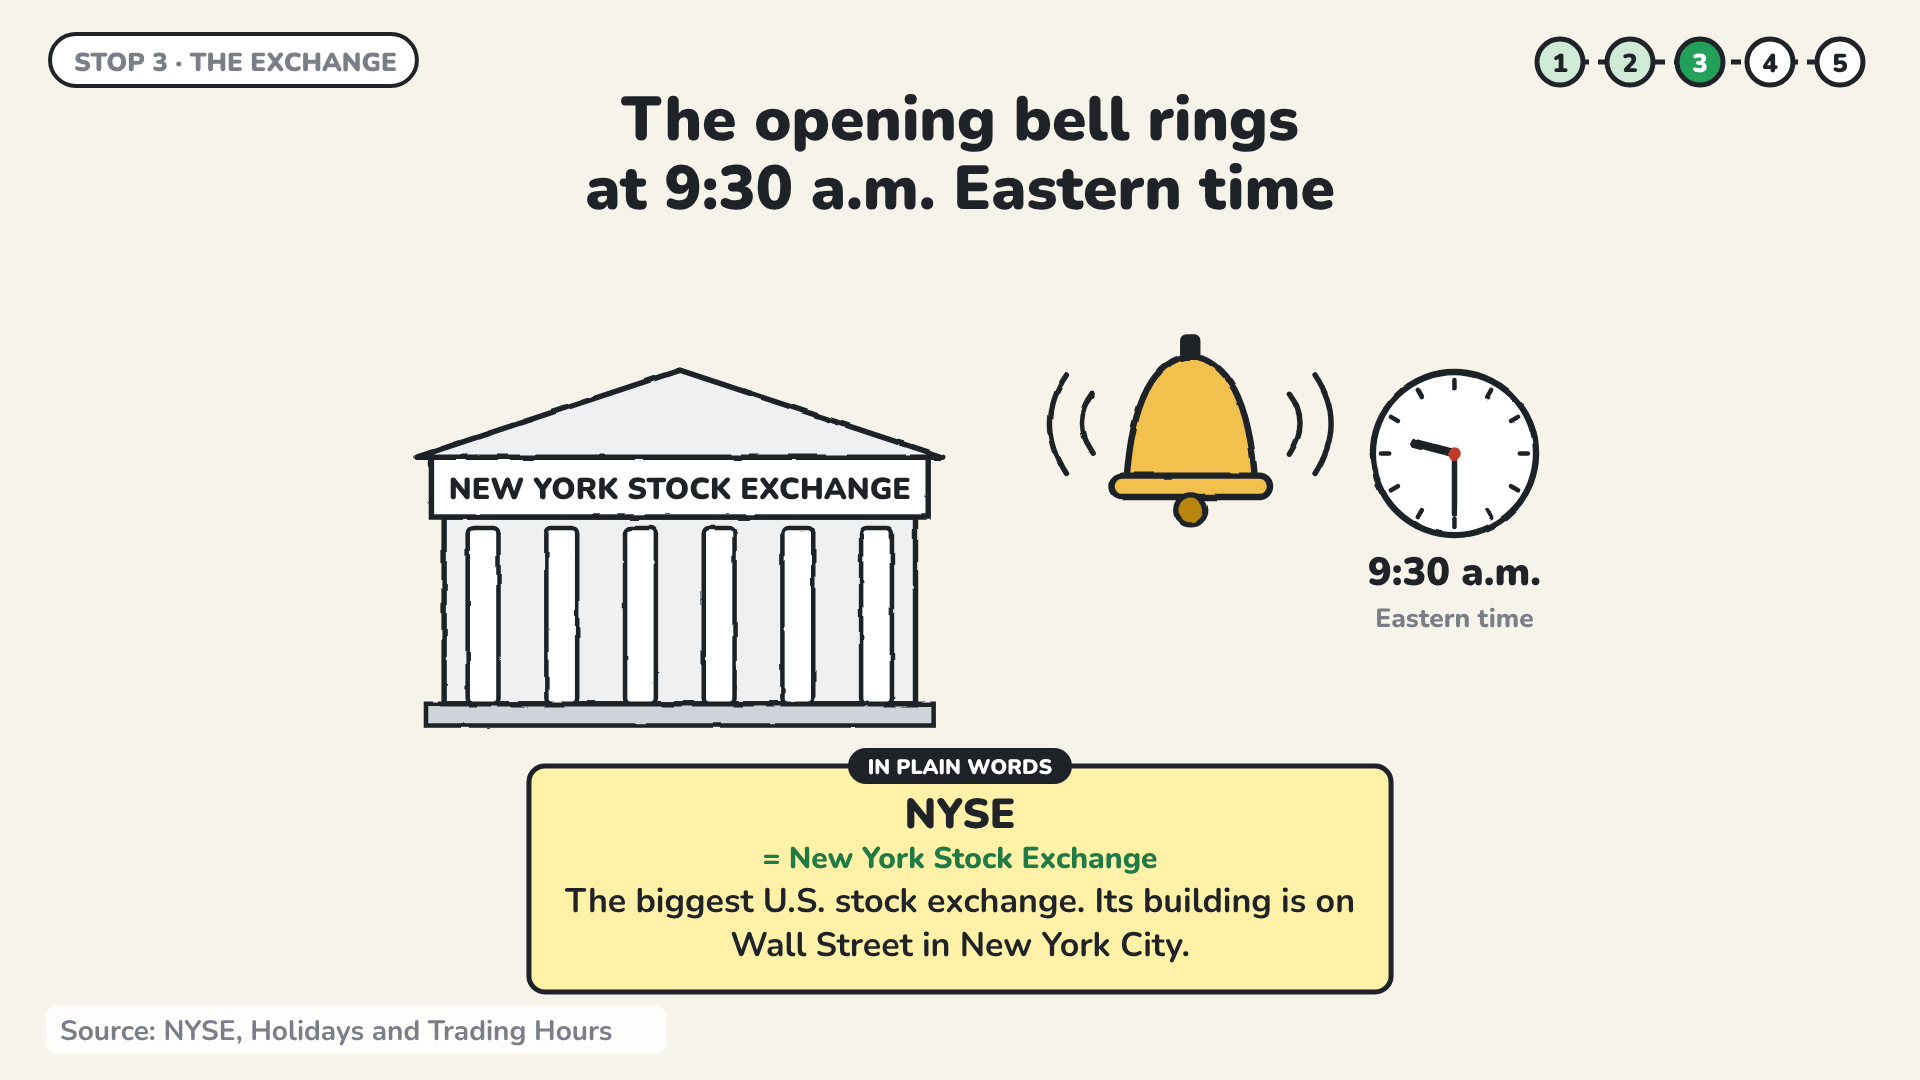 STOP 3 · THE EXCHANGE
1 2 3 4 5
The opening bell rings
at 9:30 a.m. Eastern time
NEW YORK STOCK EXCHANGE
9:30 a.m.
Eastern time
IN PLAIN WORDS
NYSE
= New York Stock Exchange
The biggest U.S. stock exchange. Its building is on
Wall Street in New York City.
Source: NYSE, Holidays and Trading Hours